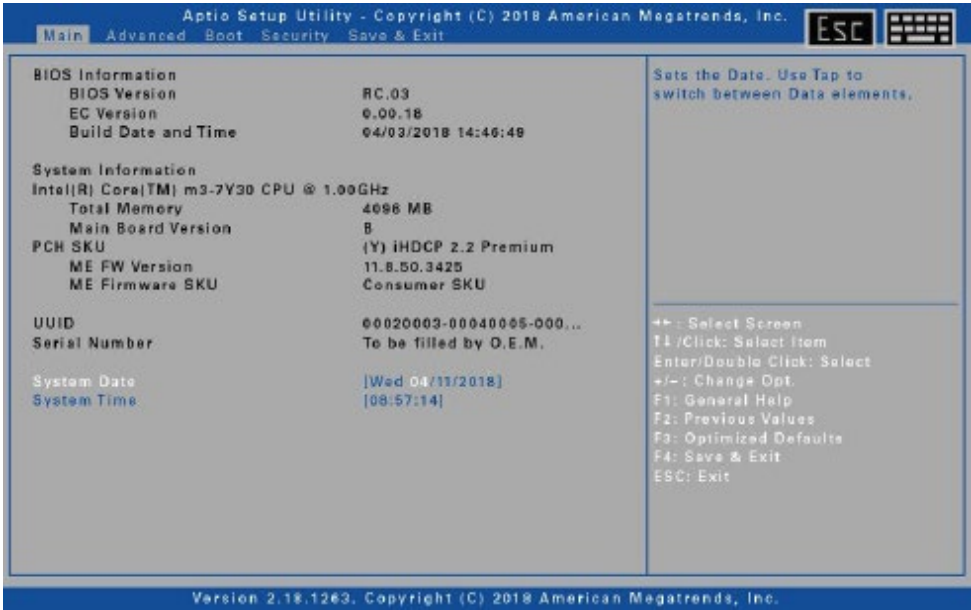 Aptio Setup Utility - Copyright (C) 2018 American Megatrends, Inc.
Main Advanced Boot Security Save & Exit
Esc
BIOS Information
BIOS Version RC.03
EC Version 0.00.18
Build Date and Time 04/03/2018 14:46:49
System Information
Intel(R) Core(TM) m3-7Y30 CPU @ 1.00GHz
Total Memory 4096 MB
Main Board Version B
PCH SKU (Y) iHDCP 2.2 Premium
ME FW Version 11.8.50.3425
ME Firmware SKU Consumer SKU
UUID 00020003-00040005-000...
Serial Number To be filled by O.E.M.
System Date [Wed 04/11/2018]
System Time [08:57:14]
Sets the Date. Use Tap to
switch between Data elements.
→←: Select Screen
↑↓/Click: Select Item
Enter/Double Click: Select
+/-: Change Opt.
F1: General Help
F2: Previous Values
F3: Optimized Defaults
F4: Save & Exit
ESC: Exit
Version 2.18.1263. Copyright (C) 2018 American Megatrends, Inc.